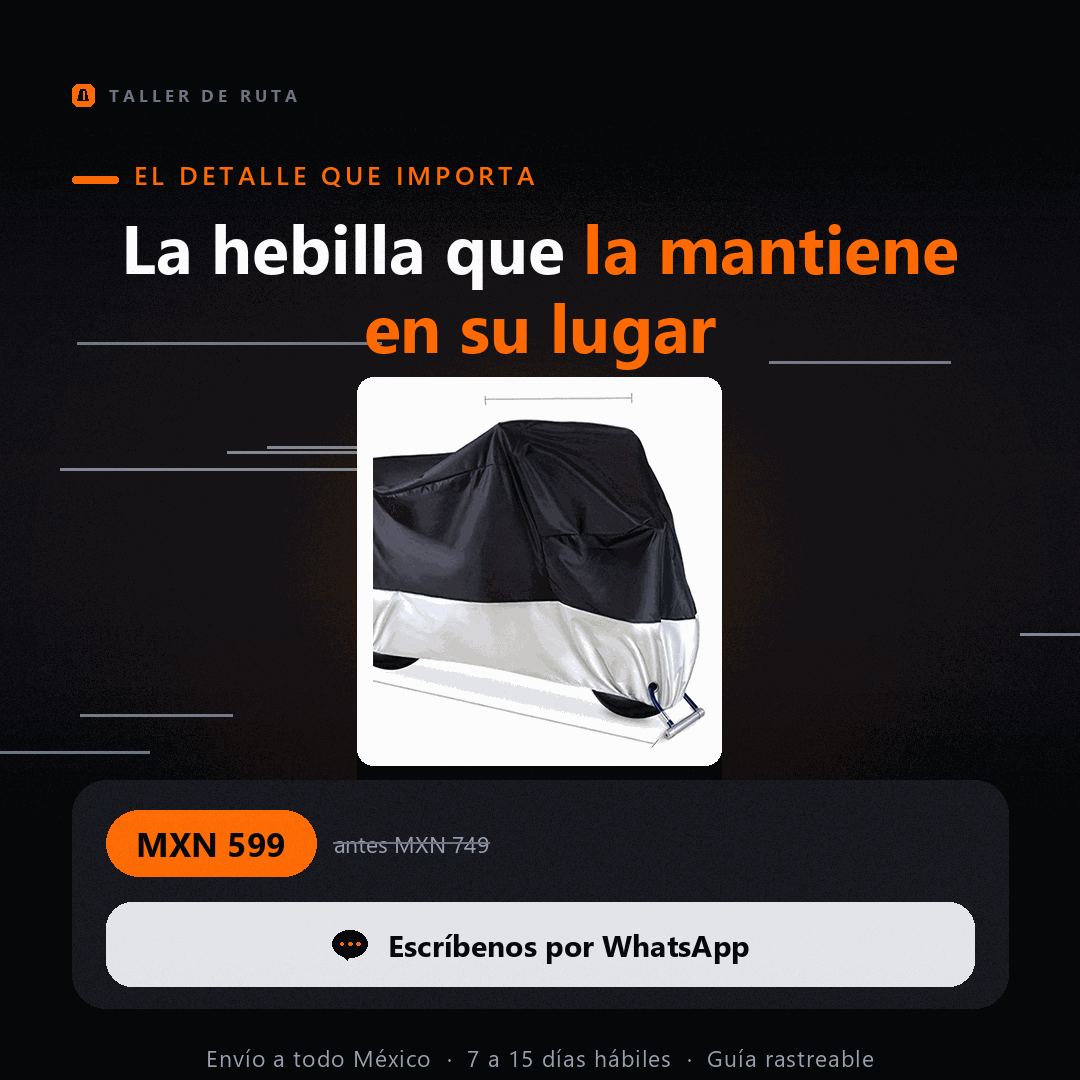 TALLER DE RUTA
EL DETALLE QUE IMPORTA
La hebilla que la mantiene
en su lugar
MXN 599
antes MXN 749
Escríbenos por WhatsApp
Envío a todo México · 7 a 15 días hábiles · Guía rastreable